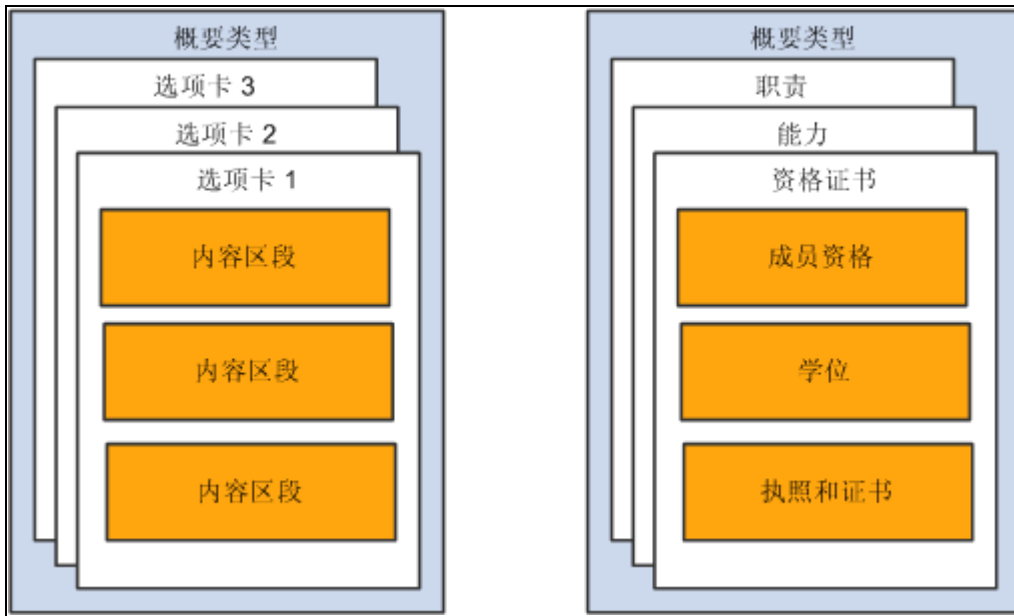 概要类型
选项卡 3
选项卡 2
选项卡 1
内容区段
内容区段
内容区段
概要类型
职责
能力
资格证书
成员资格
学位
执照和证书